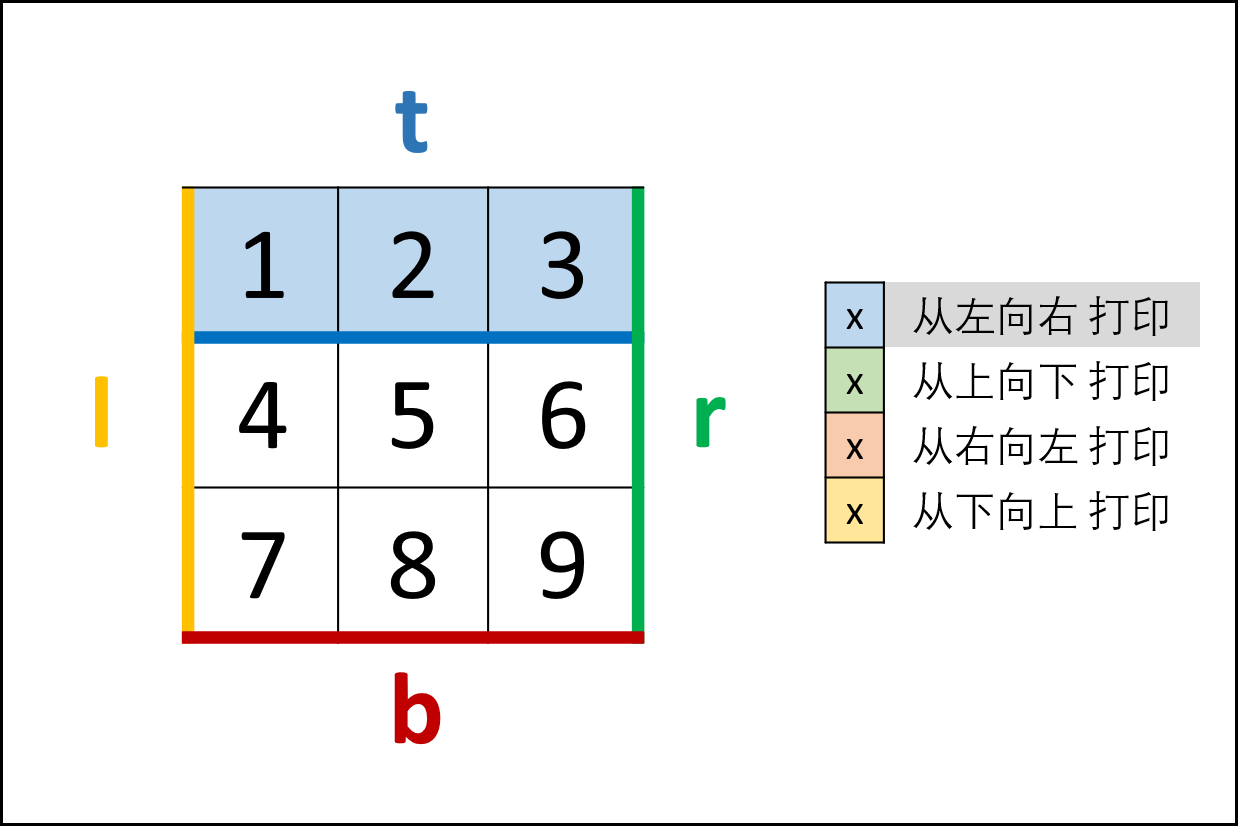 t
1 2 3
l 4 5 6 r
7 8 9
b
x 从左向右 打印
x 从上向下 打印
x 从右向左 打印
x 从下向上 打印